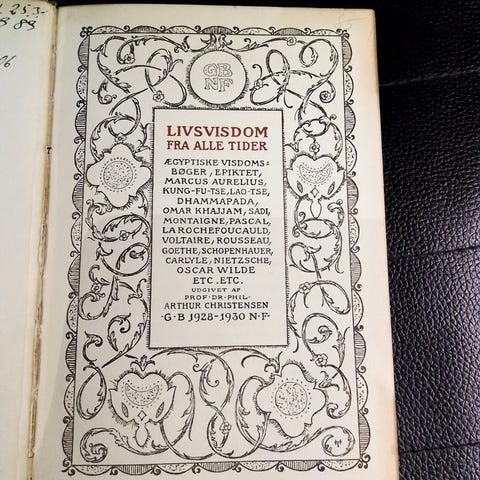 GB
NF
LIVSVISDOM
FRA ALLE TIDER
ÆGYPTISKE VISDOMS=
BØGER, EPIKTET,
MARCUS AURELIUS,
KUNG-FU-TSE, LAO-TSE,
DHAMMAPADA,
OMAR KHAJJAM, SADI,
MONTAIGNE, PASCAL,
LA ROCHEFOUCAULD,
VOLTAIRE, ROUSSEAU,
GOETHE, SCHOPENHAUER,
CARLYLE, NIETZSCHE,
OSCAR WILDE
ETC. ETC.
UDGIVET AF
PROF·DR·PHIL·
ARTHUR CHRISTENSEN
·G·B 1928-1930 N·F·